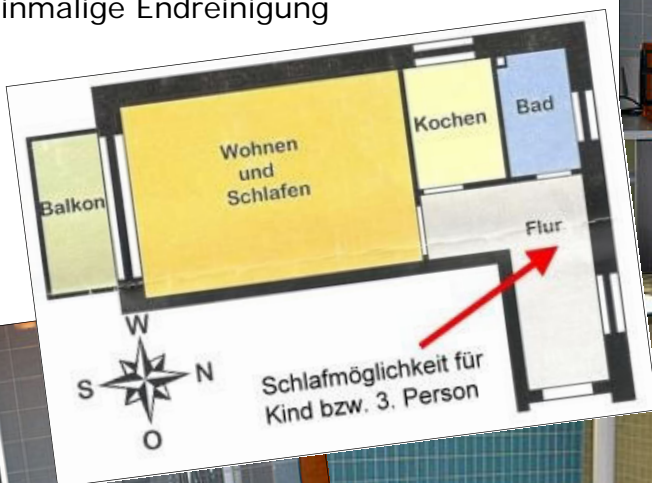 inmalige Endreinigung
Wohnen
und
Schlafen
Kochen
Bad
Balkon
Flur
W
S
N
O
Schlafmöglichkeit für
Kind bzw. 3. Person